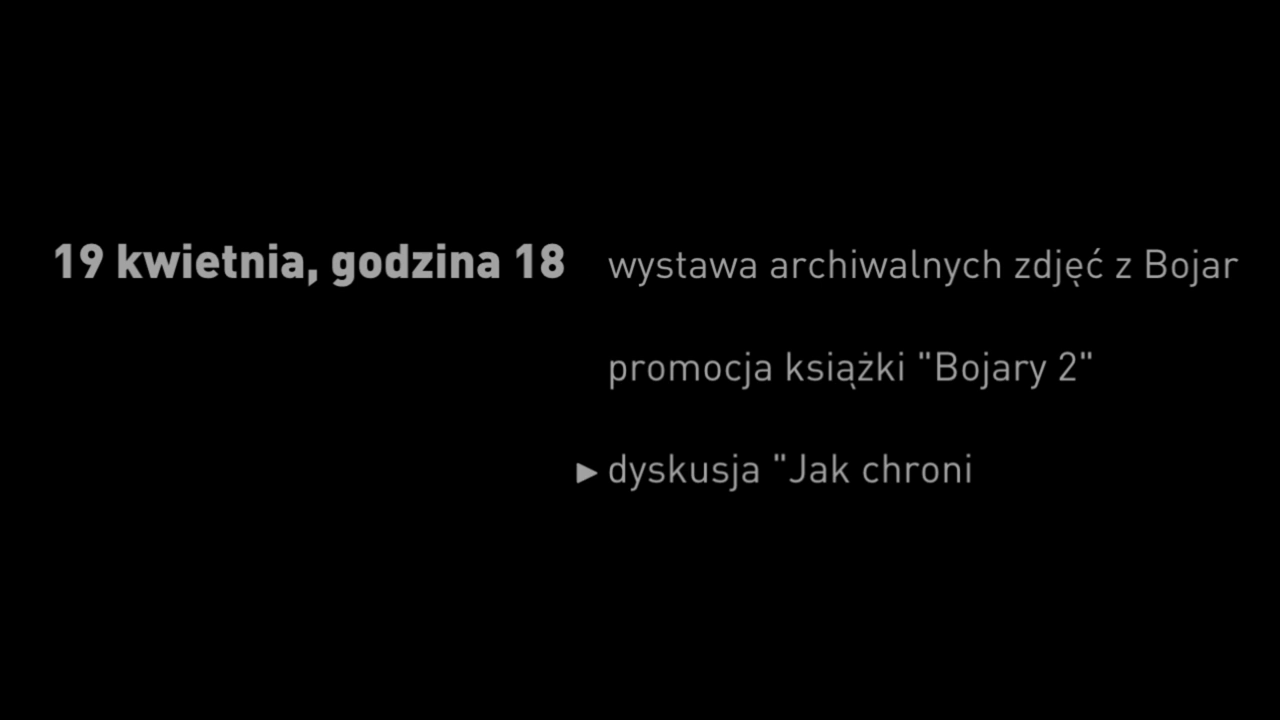 19 kwietnia, godzina 18 wystawa archiwalnych zdjęć z Bojar
promocja książki "Bojary 2"
▶ dyskusja "Jak chroni